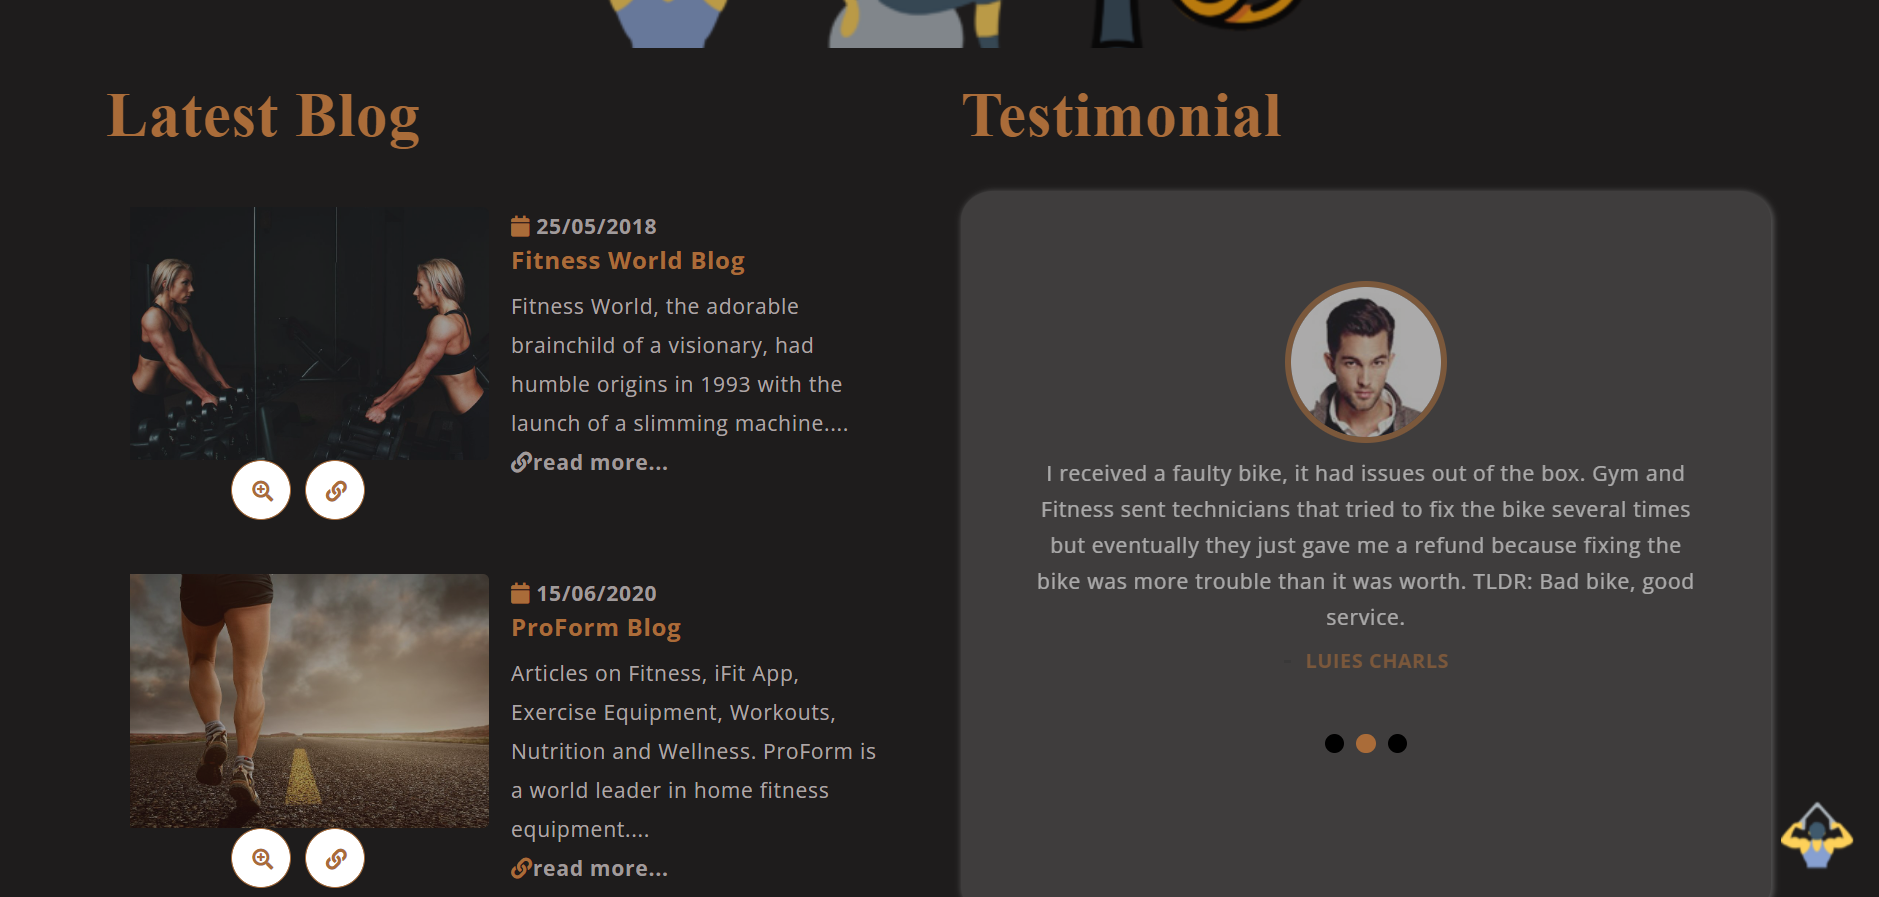 Latest Blog
25/05/2018
Fitness World Blog
Fitness World, the adorable
brainchild of a visionary, had
humble origins in 1993 with the
launch of a slimming machine....
read more...
15/06/2020
ProForm Blog
Articles on Fitness, iFit App,
Exercise Equipment, Workouts,
Nutrition and Wellness. ProForm is
a world leader in home fitness
equipment....
read more...
Testimonial
I received a faulty bike, it had issues out of the box. Gym and
Fitness sent technicians that tried to fix the bike several times
but eventually they just gave me a refund because fixing the
bike was more trouble than it was worth. TLDR: Bad bike, good
service.
- LUIES CHARLS